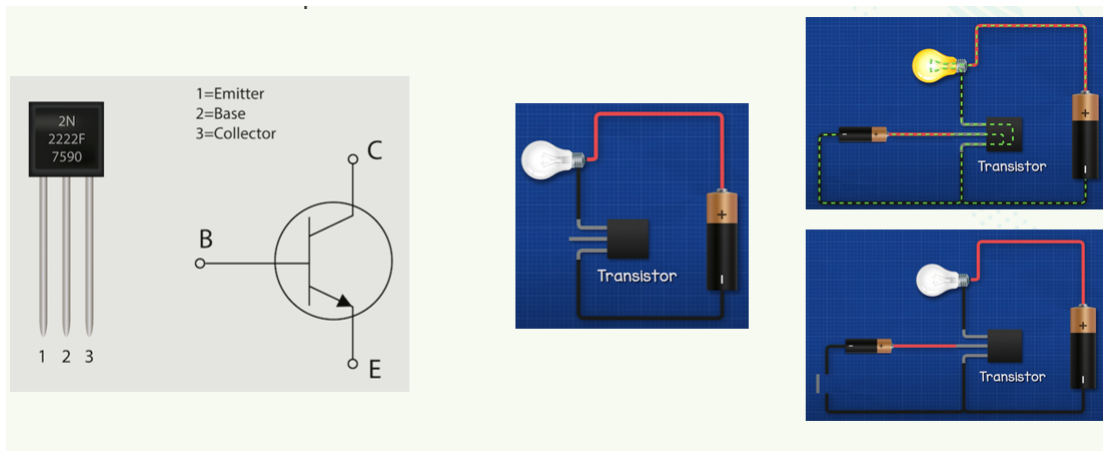 2N
2222F
7590
1 2 3
1=Emitter
2=Base
3=Collector
C
B
E
+
Transistor
-
+
Transistor
-
+
Transistor
-